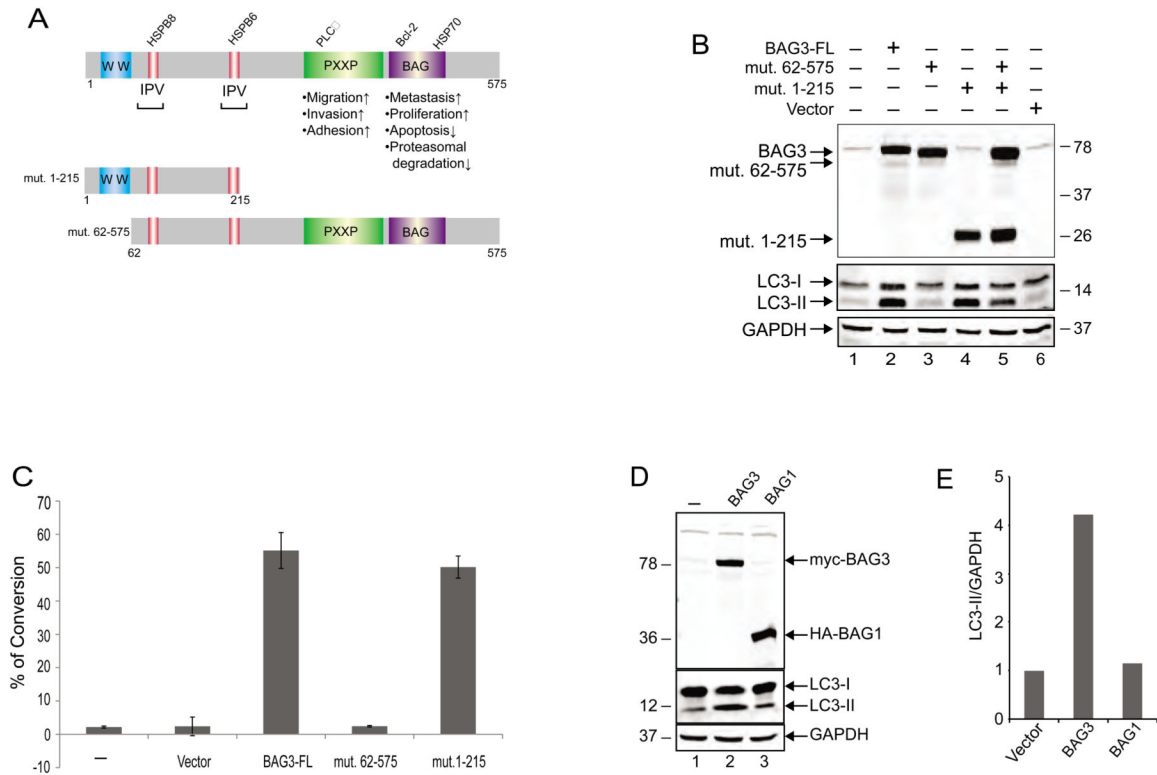 A
HSPB8
HSPB6
PLC
Bcl-2
HSP70
W W
PXXP
BAG
1
575
IPV
IPV
•Migration↑
•Invasion↑
•Adhesion↑
•Metastasis↑
•Proliferation↑
•Apoptosis↓
•Proteasomal
degradation↓
mut. 1-215
W W
1
215
mut. 62-575
PXXP
BAG
62
575
B
BAG3-FL – + – – – –
mut. 62-575 – – + – + –
mut. 1-215 – – – + + –
Vector – – – – – +
BAG3
mut. 62-575
mut. 1-215
– 78
– 37
– 26
LC3-I
LC3-II
– 14
GAPDH
– 37
1 2 3 4 5 6
C
% of Conversion
70
60
50
40
30
20
10
0
-10
– Vector BAG3-FL mut. 62-575 mut.1-215
D
– BAG3 BAG1
78 –
36 –
12 –
37 –
myc-BAG3
HA-BAG1
LC3-I
LC3-II
GAPDH
1 2 3
E
LC3-II/GAPDH
5
4
3
2
1
0
Vector BAG3 BAG1